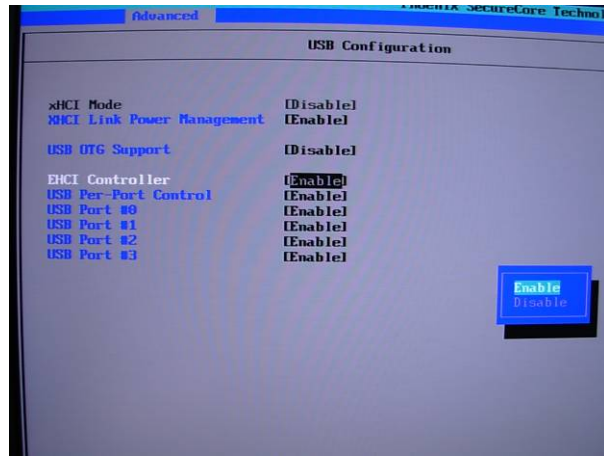 Phoenix SecureCore Technol
Advanced
USB Configuration
xHCI Mode [Disable]
XHCI Link Power Management [Enable]
USB OTG Support [Disable]
EHCI Controller [Enable]
USB Per-Port Control [Enable]
USB Port #0 [Enable]
USB Port #1 [Enable]
USB Port #2 [Enable]
USB Port #3 [Enable]
Enable
Disable